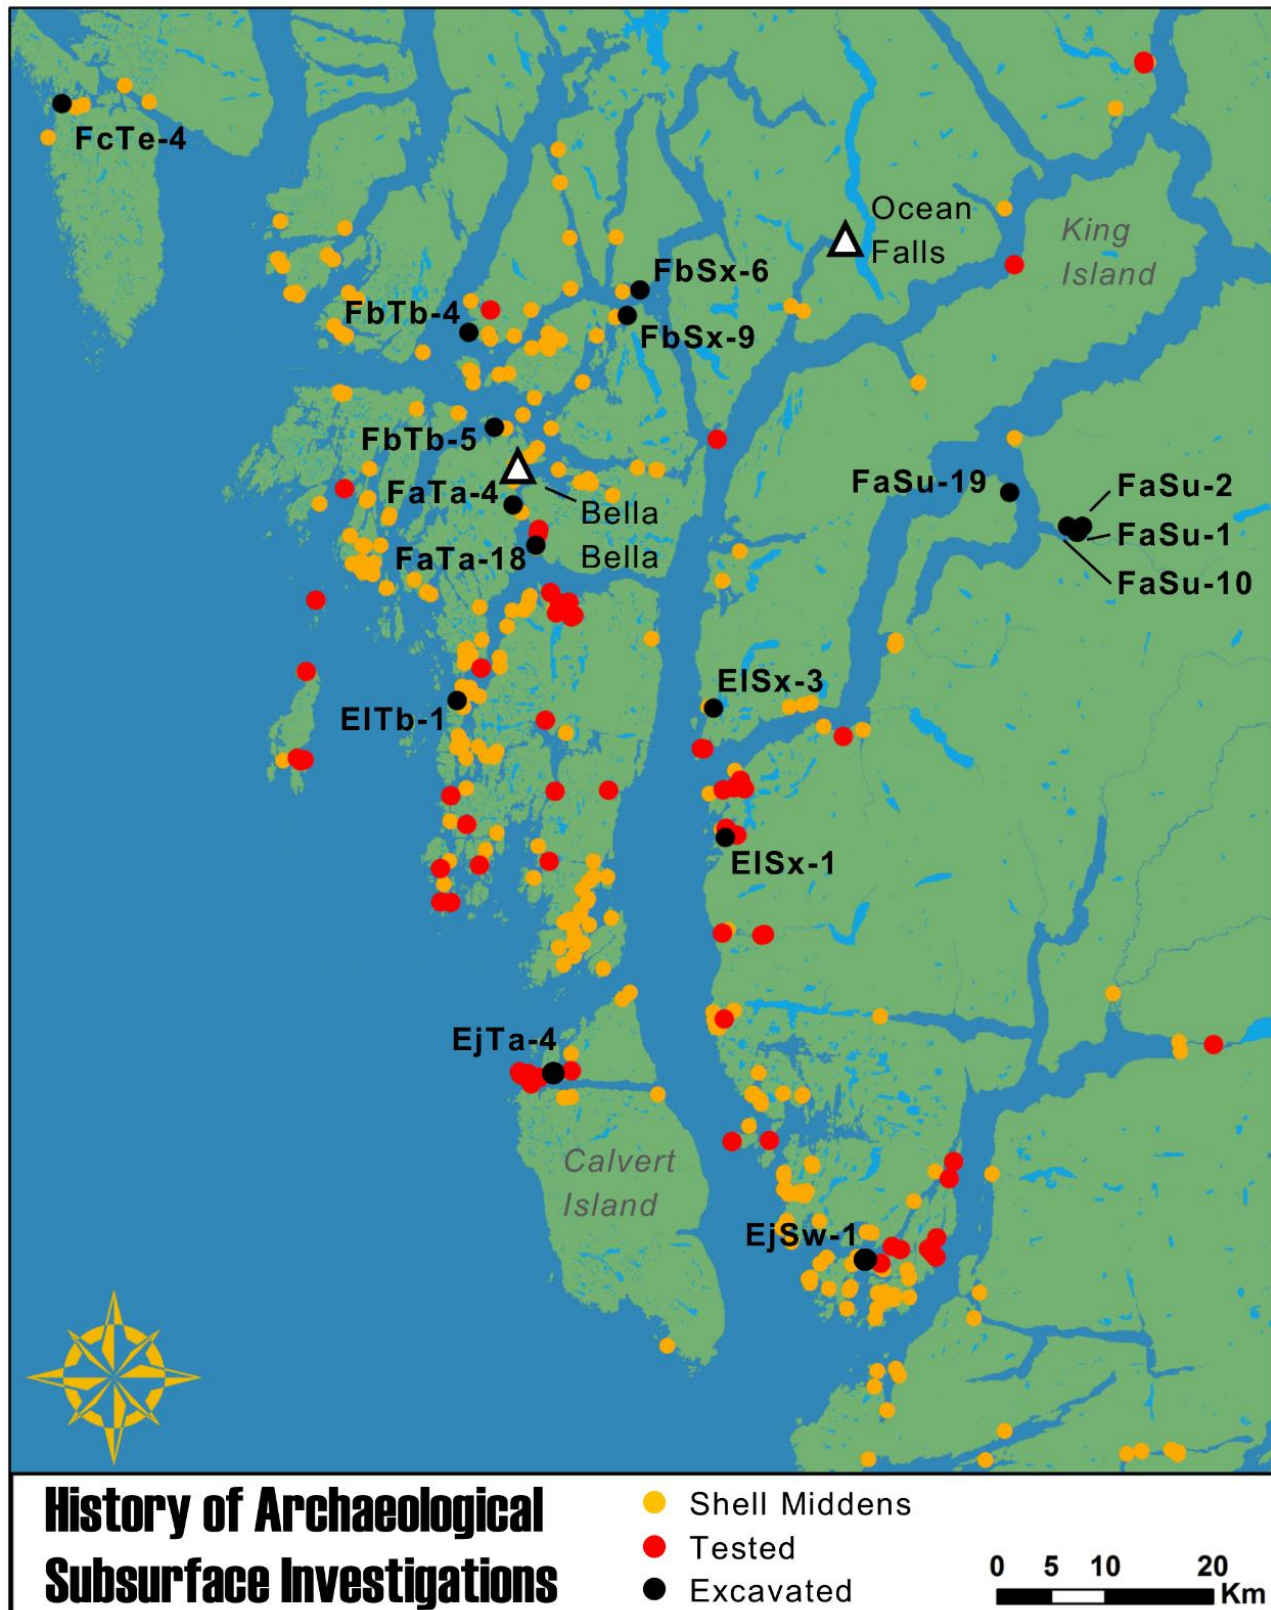 FcTe-4
Ocean
Falls
King
Island
FbSx-6
FbTb-4
FbSx-9
FbTb-5
FaTa-4
Bella
Bella
FaTa-18
FaSu-19
FaSu-2
FaSu-1
FaSu-10
ElSx-3
ElTb-1
ElSx-1
EjTa-4
Calvert
Island
EjSw-1
History of Archaeological
Subsurface Investigations
Shell Middens
Tested
Excavated
0 5 10 20
Km